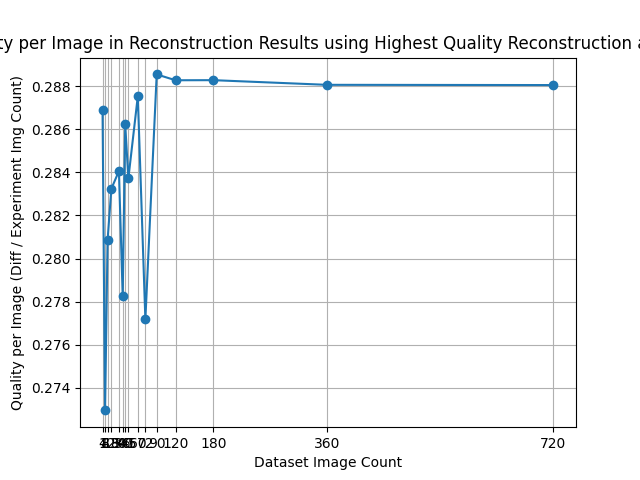 per Image in Reconstruction Results using Highest Quality Reconstruction
Quality per Image (Diff / Experiment Img Count)
0.288
0.286
0.284
0.282
0.280
0.278
0.276
0.274
90 120 180 360 720
Dataset Image Count